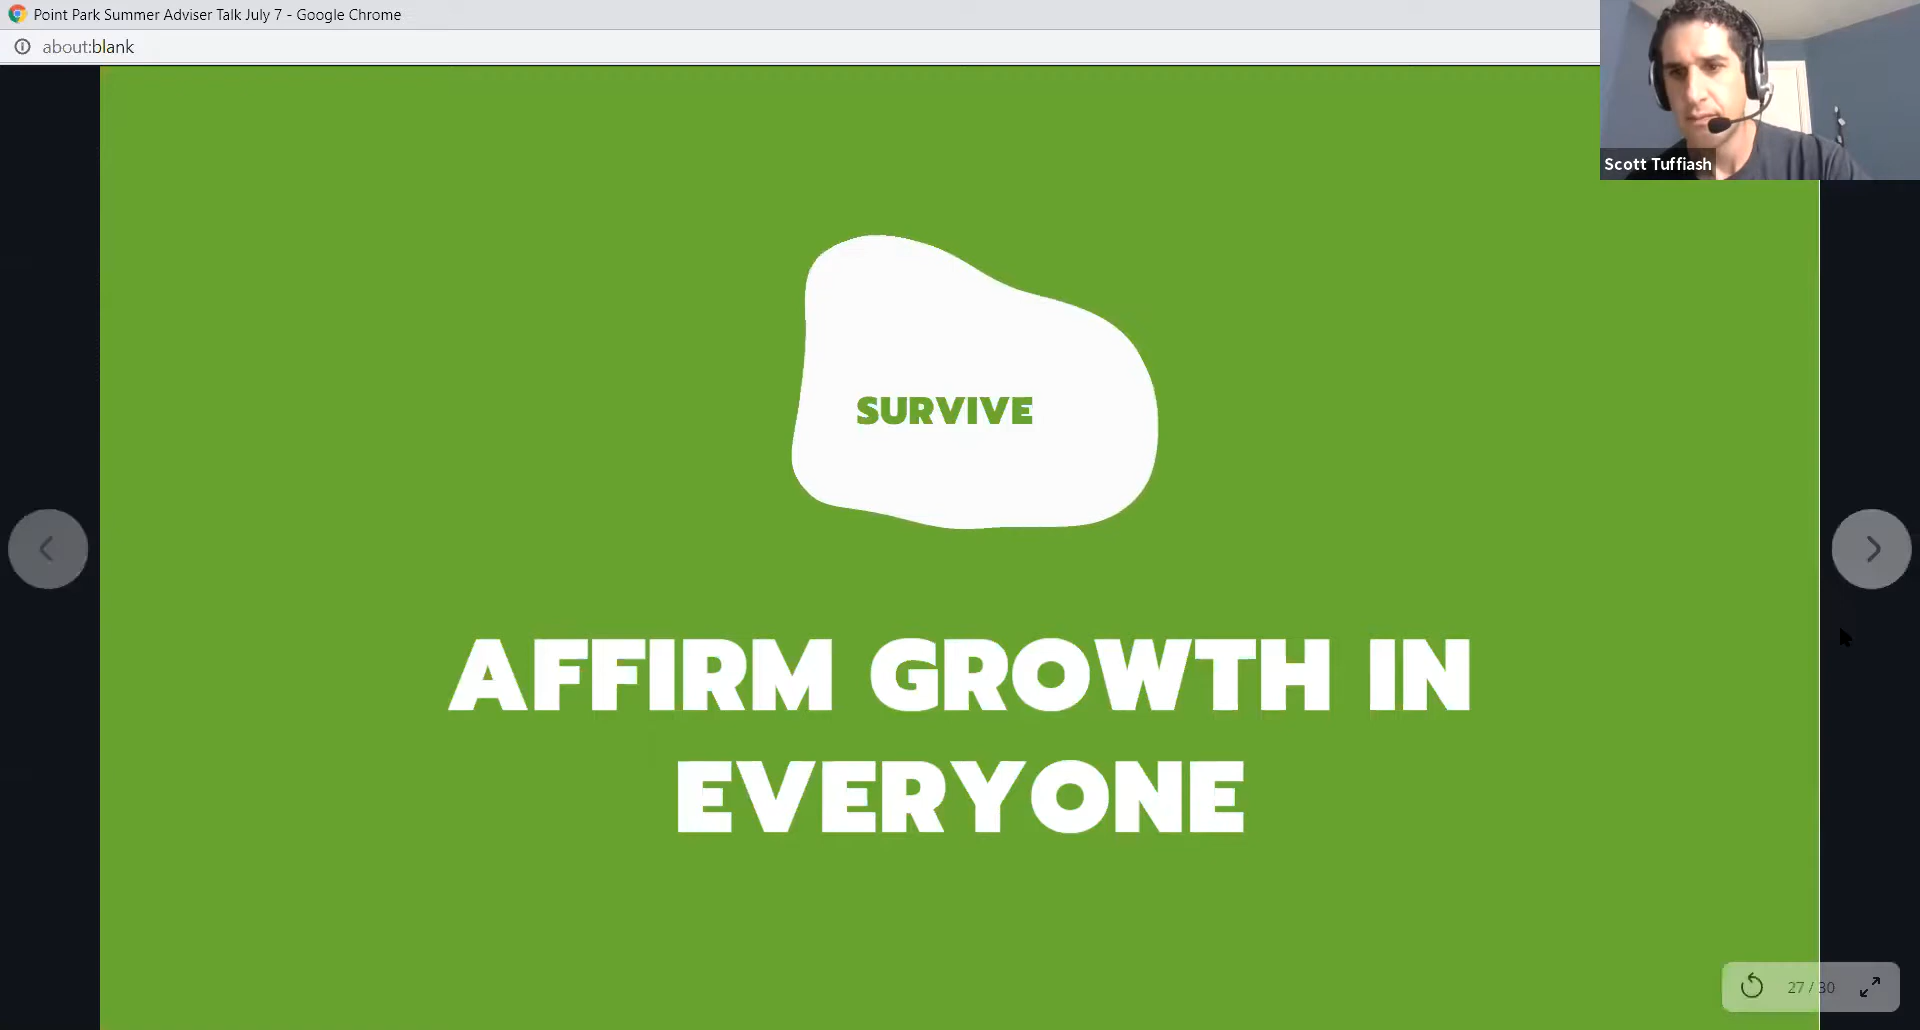 Point Park Summer Adviser Talk July 7 - Google Chrome
about:blank
Scott Tuffiash
SURVIVE
AFFIRM GROWTH IN
EVERYONE
27 / 30